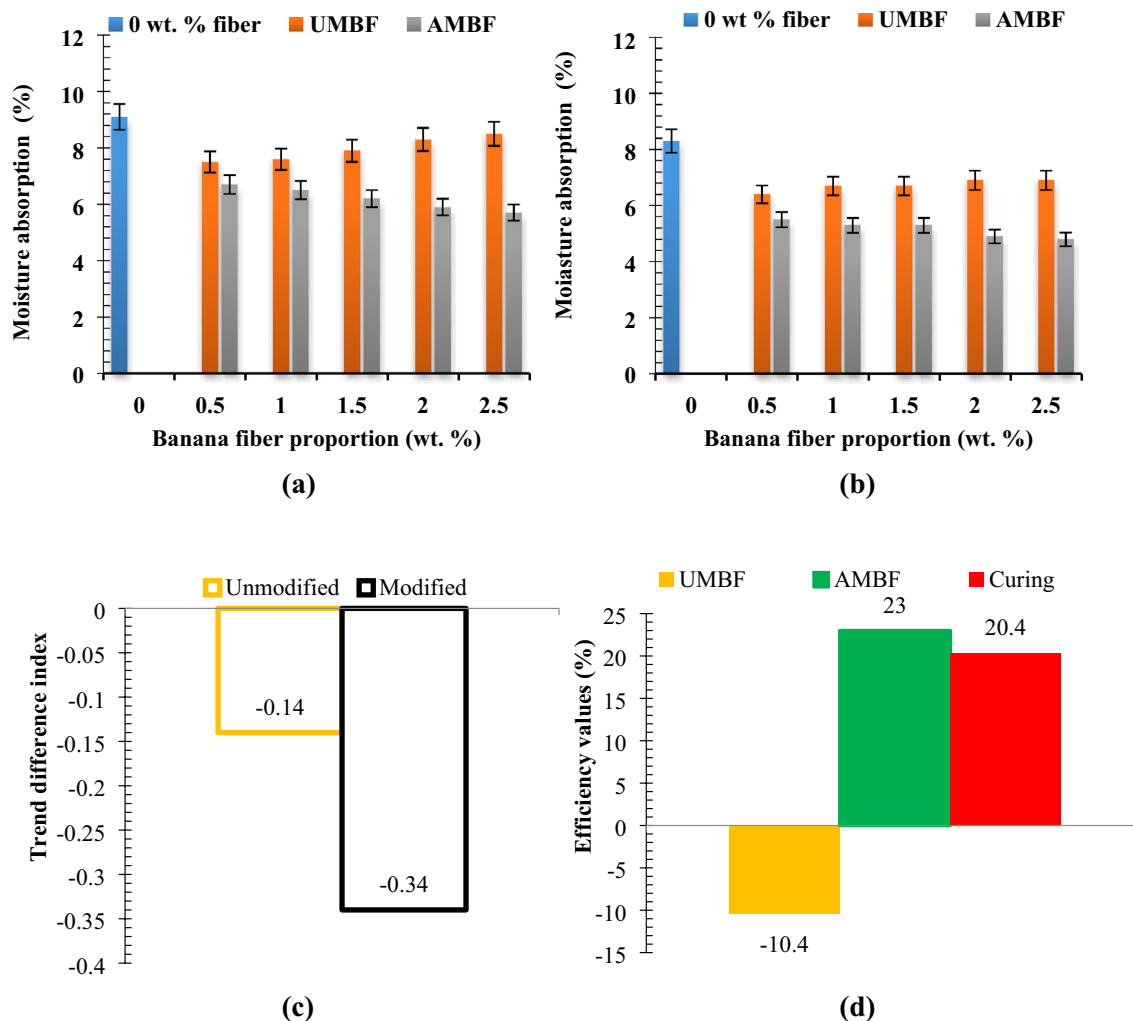 0 wt. % fiber UMBF AMBF
Moisture absorption (%)
12
10
8
6
4
2
0
0 0.5 1 1.5 2 2.5
Banana fiber proportion (wt. %)
(a)
0 wt. % fiber UMBF AMBF
Moiasture absorption (%)
12
10
8
6
4
2
0
0 0.5 1 1.5 2 2.5
Banana fiber proportion (wt. %)
(b)
Unmodified Modified
Trend difference index
0
-0.05
-0.1
-0.15
-0.2
-0.25
-0.3
-0.35
-0.4
-0.14
-0.34
(c)
UMBF AMBF Curing
Efficiency values (%)
25
20
15
10
5
0
-5
-10
-15
23
20.4
-10.4
(d)